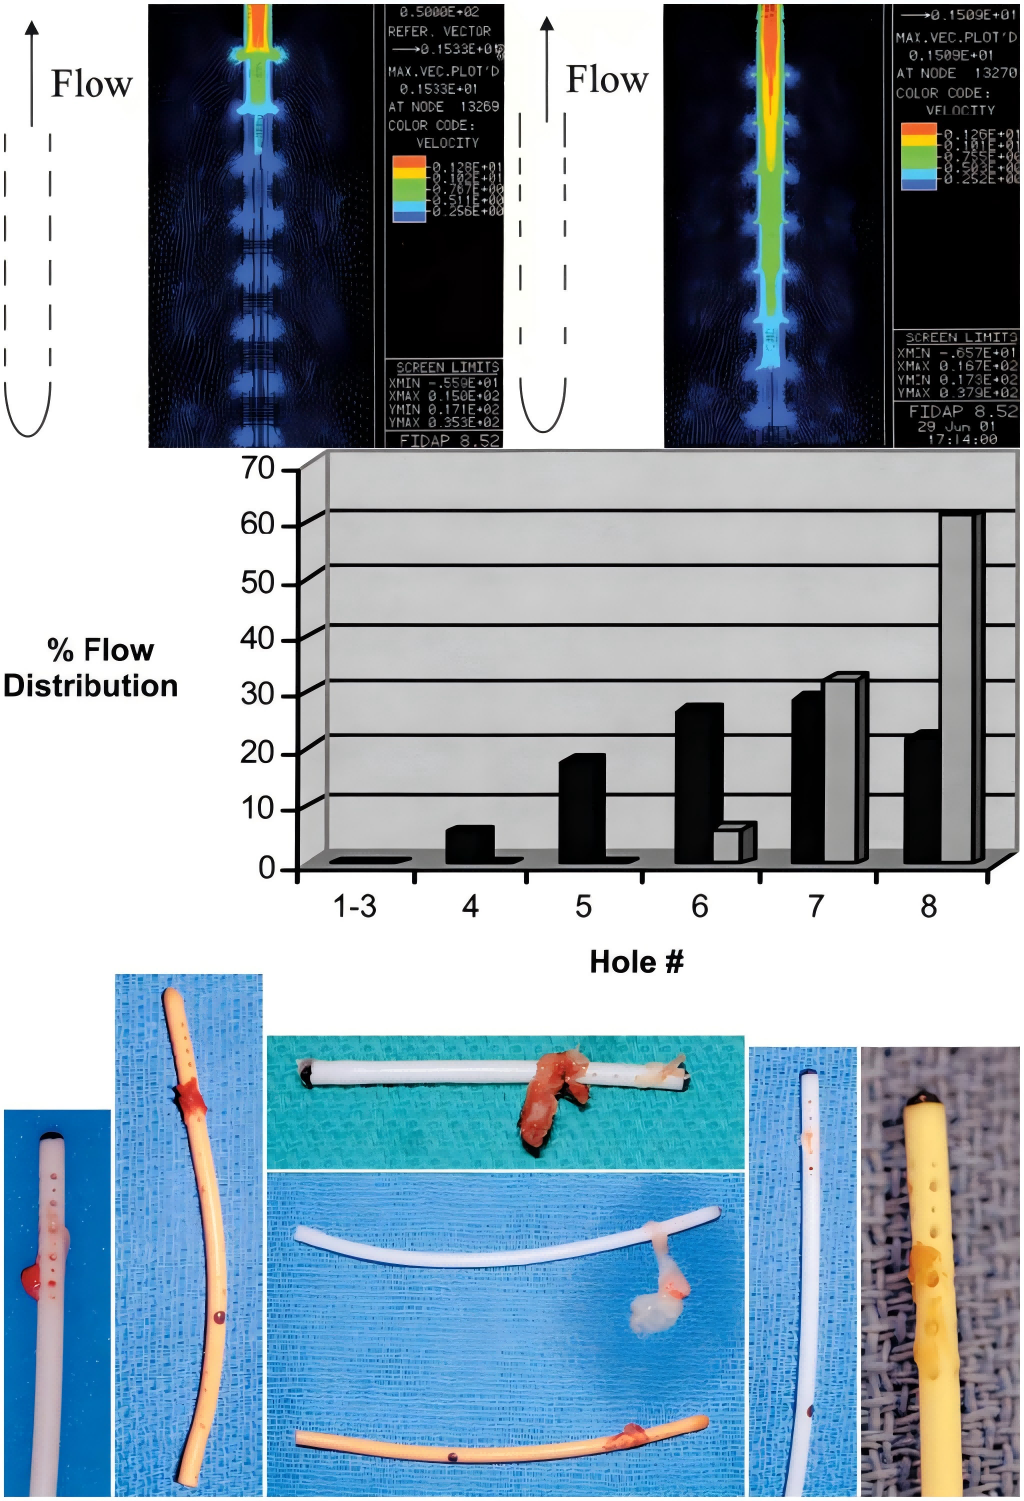 Flow
0.5000E+02
REFER. VECTOR
0.1533E+01
MAX.VEC.PLOT'D
0.1533E+01
AT NODE 13269
COLOR CODE:
VELOCITY
0.128E+01
0.102E+01
0.767E+00
0.511E+00
0.256E+00
SCREEN LIMITS
XMIN -.559E+01
XMAX 0.150E+02
YMIN 0.171E+02
YMAX 0.353E+02
FIDAP 8.52
Flow
0.1509E+01
MAX.VEC.PLOT'D
0.1509E+01
AT NODE 13270
COLOR CODE:
VELOCITY
0.126E+01
0.101E+01
0.755E+00
0.503E+00
0.252E+00
SCREEN LIMITS
XMIN -.657E+01
XMAX 0.167E+02
YMIN 0.173E+02
YMAX 0.379E+02
FIDAP 8.52
29 Jun 01
17:14:00
70
60
50
40
30
20
10
0
% Flow
Distribution
1-3 4 5 6 7 8
Hole #